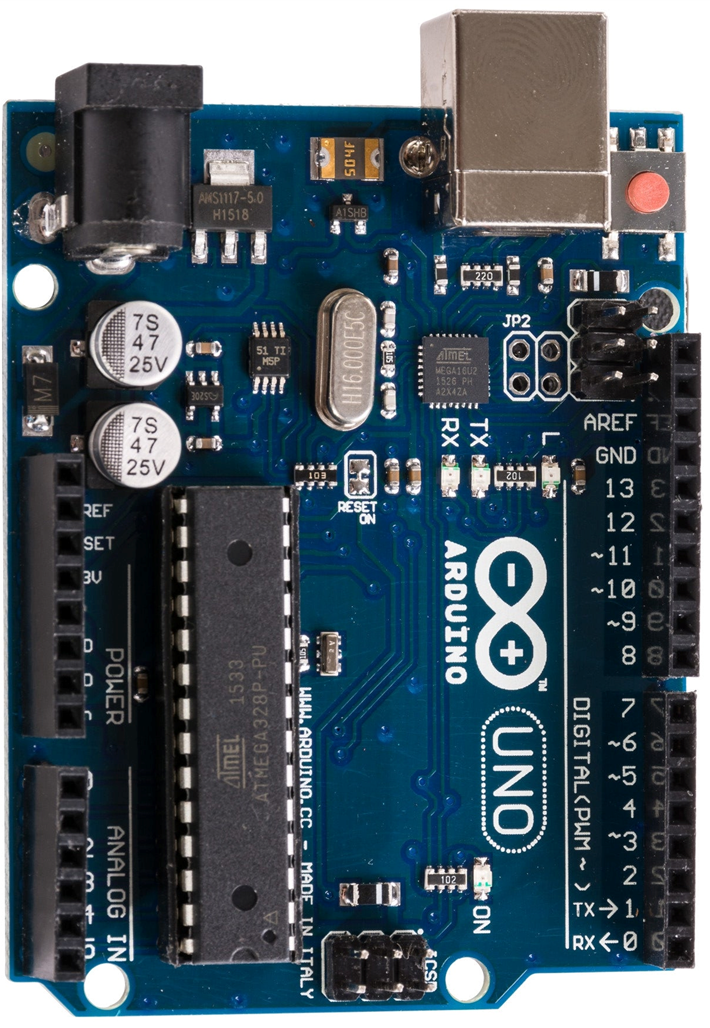 AMS1117-5.0
H1518
504F
A1SHB
220
JP2
7S
47
25V
51 TI
M5P
H16.000F5C
ATMEL
MEGA16U2
1526 PH
A2X4ZA
M7
7S
47
25V
RX
TX
L
102
RESET
ON
AREF
GND
13
12
~11
~10
~9
8
ARDUINO
TM
UNO
DIGITAL (PWM ~)
7
~6
~5
4
~3
2
TX→1
RX←0
POWER
ANALOG IN
ATMEL 1533
ATMEGA328P-PU
WWW.ARDUINO.CC - MADE IN ITALY
102
ON